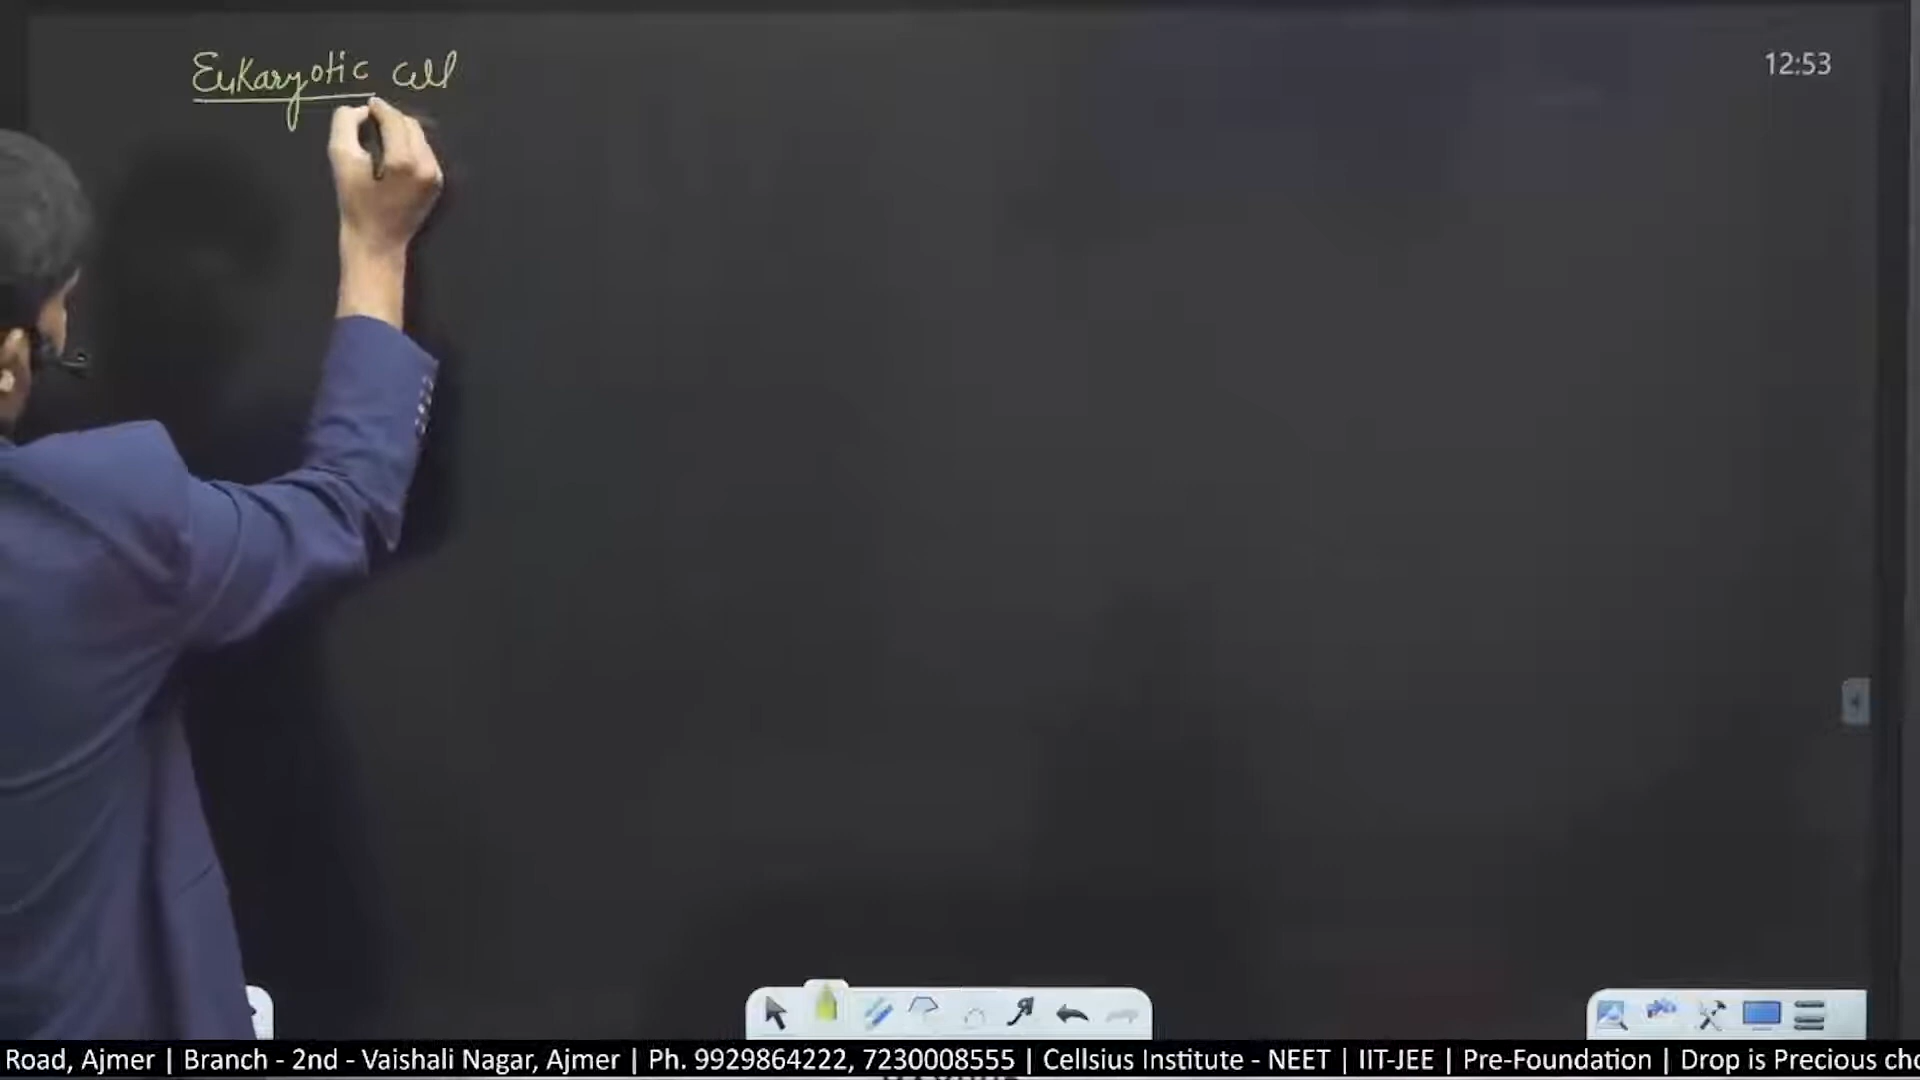 Eukaryotic cell
12:53
Road, Ajmer | Branch - 2nd - Vaishali Nagar, Ajmer | Ph. 9929864222, 7230008555 | Cellsius Institute - NEET | IIT-JEE | Pre-Foundation | Drop is Precious cho